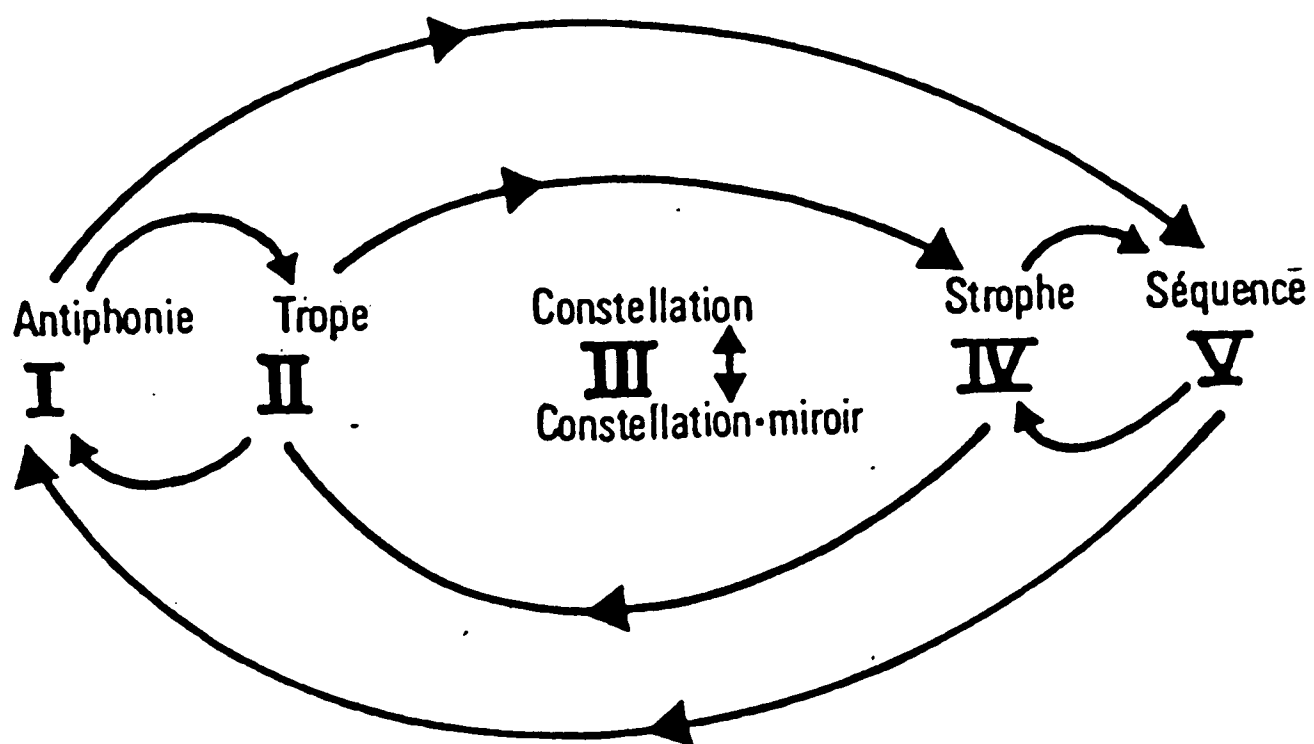 Antiphonie
I
Trope
II
Constellation
III
Constellation·miroir
Strophe
IV
Séquence
V